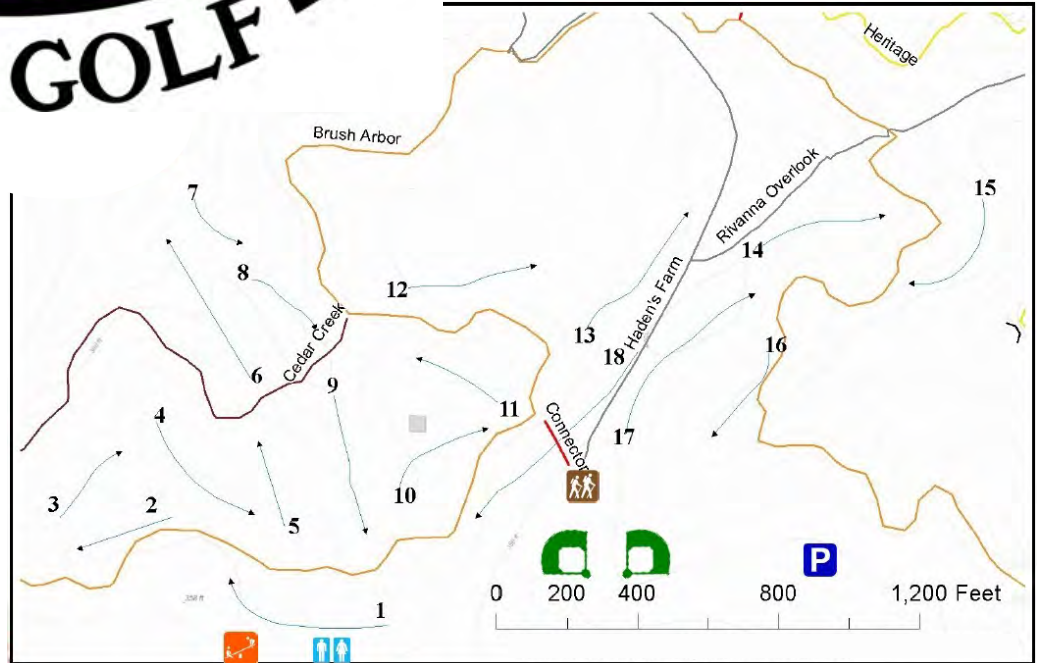 GOLF
Heritage
Brush Arbor
Rivanna Overlook
7
15
14
8
12
Haden's Farm
13
Cedar Creek
18
16
6
9
4
11
Connector
17
10
3
2
5
P
0 200 400 800 1,200 Feet
1